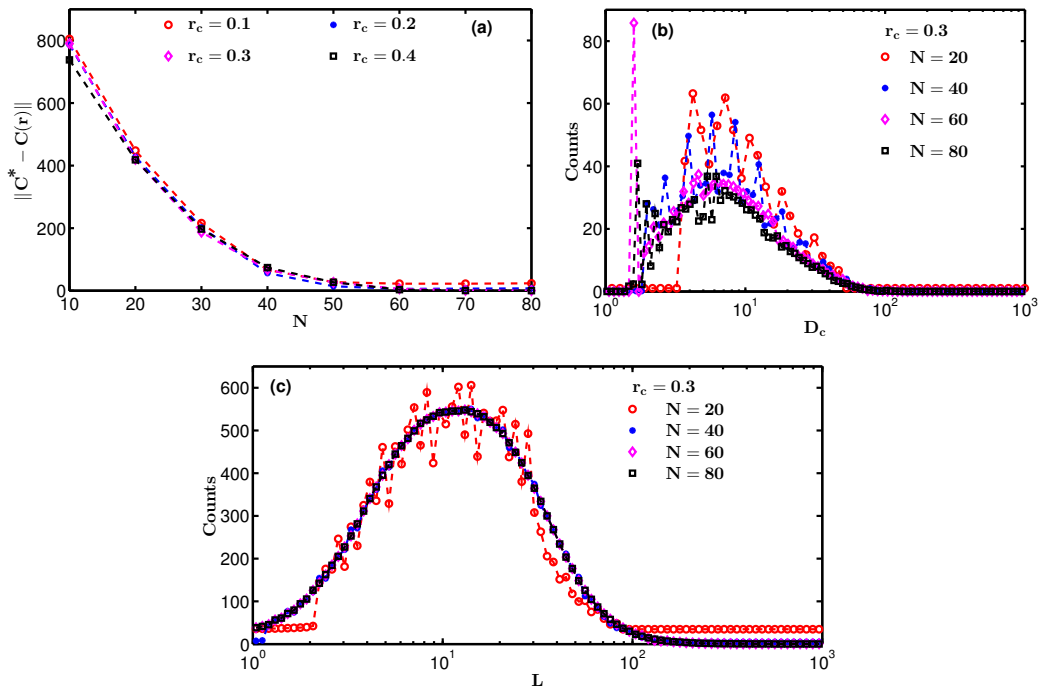 (a)
r_c = 0.1
r_c = 0.2
r_c = 0.3
r_c = 0.4
800
600
400
200
0
10 20 30 40 50 60 70 80
N
||C* − C(r)||
(b)
r_c = 0.3
N = 20
N = 40
N = 60
N = 80
80
60
40
20
0
10^0 10^1 10^2 10^3
D_c
Counts
(c)
r_c = 0.3
N = 20
N = 40
N = 60
N = 80
600
500
400
300
200
100
0
10^0 10^1 10^2 10^3
L
Counts